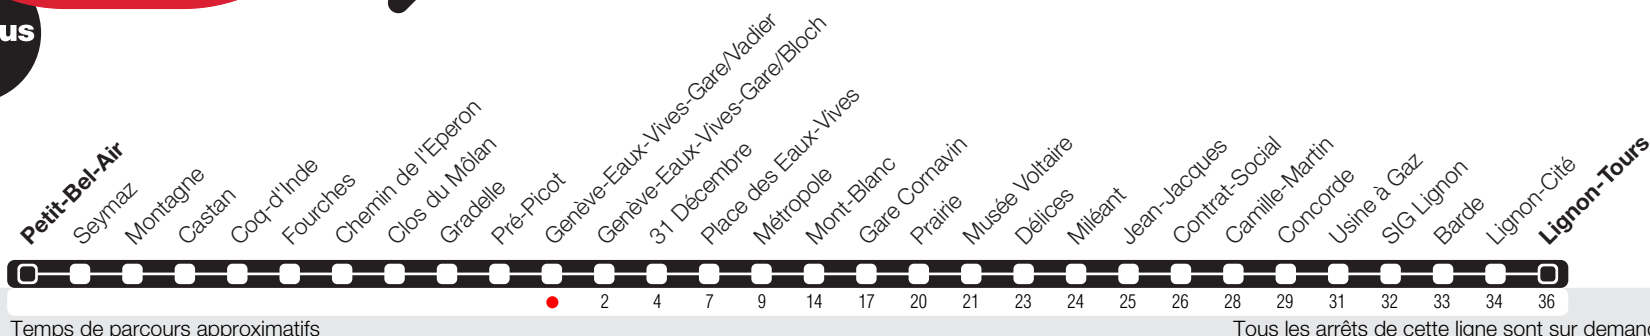 us
Petit-Bel-Air
Seymaz
Montagne
Castan
Coq-d'Inde
Fourches
Chemin de l'Eperon
Clos du Môlan
Gradelle
Pré-Picot
Genève-Eaux-Vives-Gare/Vadier
Genève-Eaux-Vives-Gare/Bloch
31 Décembre
Place des Eaux-Vives
Métropole
Mont-Blanc
Gare Cornavin
Prairie
Musée Voltaire
Délices
Miléant
Jean-Jacques
Contrat-Social
Camille-Martin
Concorde
Usine à Gaz
SIG Lignon
Barde
Lignon-Cité
Lignon-Tours
2 4 7 9 14 17 20 21 23 24 25 26 28 29 31 32 33 34 36
Temps de parcours approximatifs
Tous les arrêts de cette ligne sont sur deman